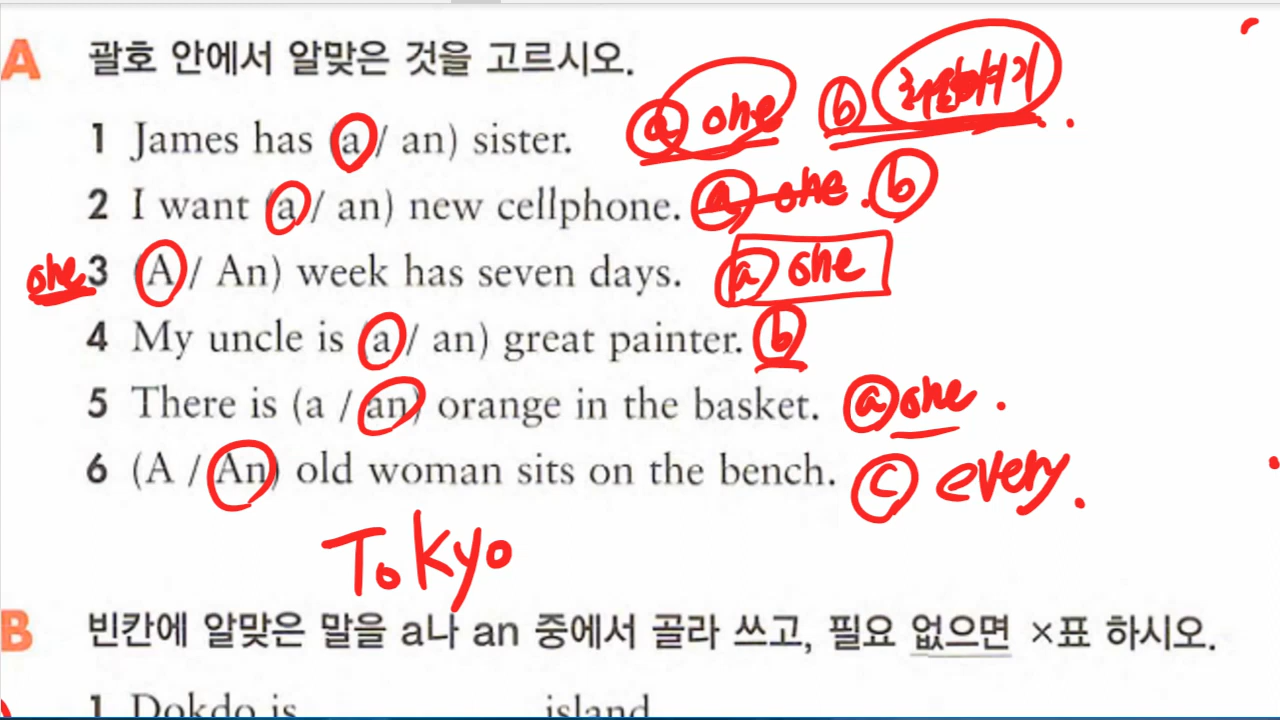 A 괄호 안에서 알맞은 것을 고르시오.
ⓐ one ⓑ
1 James has (a / an) sister.
2 I want (a / an) new cellphone. ⓐ one . ⓑ
one 3 (A / An) week has seven days. ⓐ one
4 My uncle is (a / an) great painter. ⓑ
5 There is (a / an) orange in the basket. ⓐ one .
6 (A / An) old woman sits on the bench. ⓒ every.
Tokyo
B 빈칸에 알맞은 말을 a나 an 중에서 골라 쓰고, 필요 없으면 ×표 하시오.
1 Dokdo is island